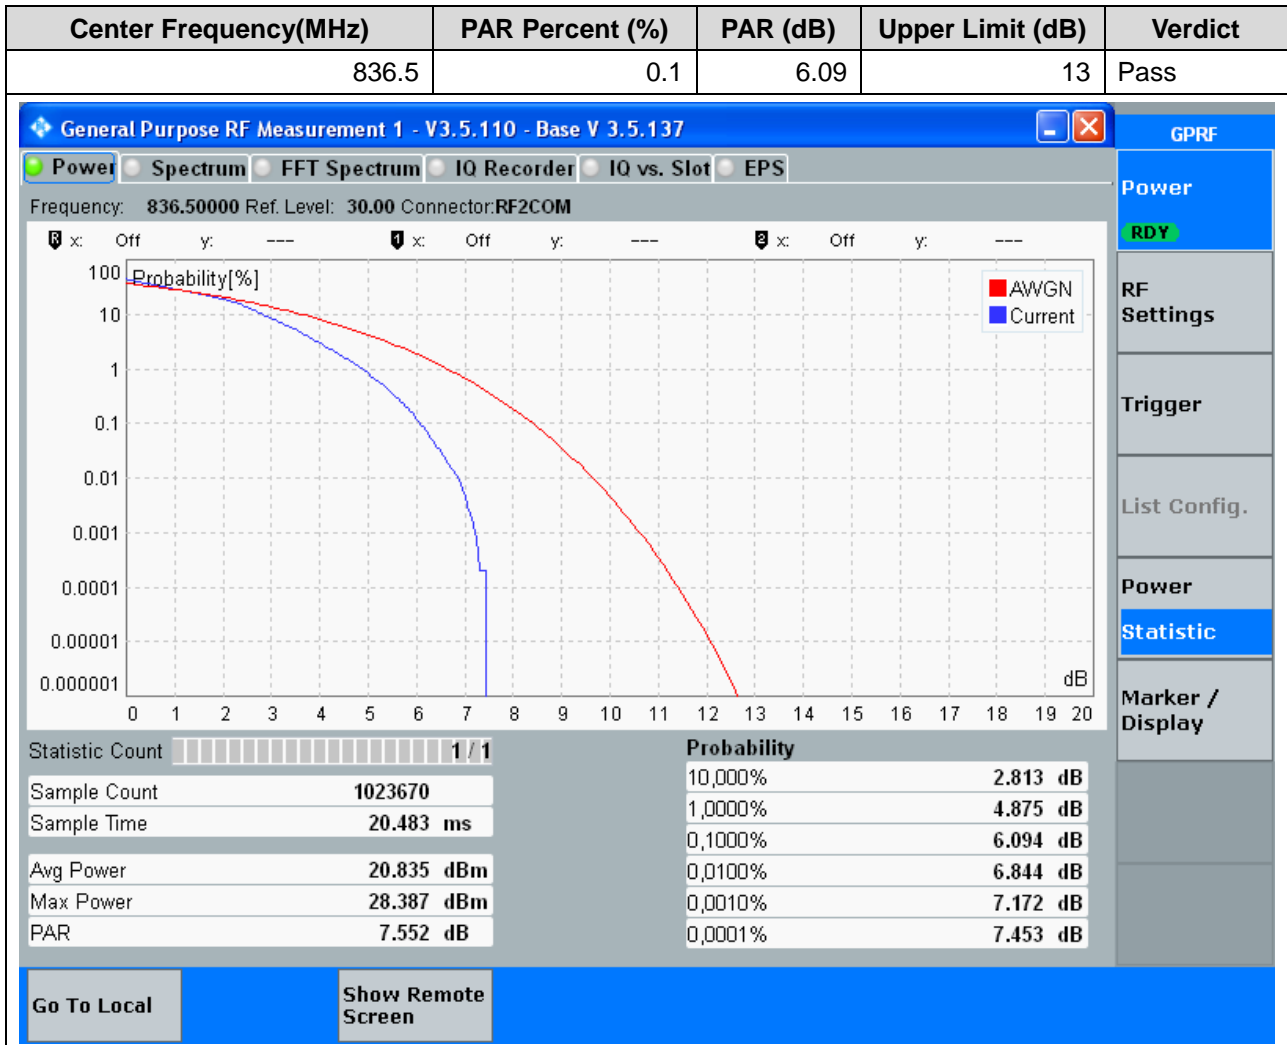 Center Frequency(MHz) PAR Percent (%) PAR (dB) Upper Limit (dB) Verdict
836.5 0.1 6.09 13 Pass
General Purpose RF Measurement 1 - V3.5.110 - Base V 3.5.137
GPRF
Power Spectrum FFT Spectrum IQ Recorder IQ vs. Slot EPS
Power
RDY
Frequency: 836.50000 Ref. Level: 30.00 Connector:RF2COM
R x: Off y: --- 1 x: Off y: --- 2 x: Off y: ---
Probability[%]
AWGN
Current
100
10
1
0.1
0.01
0.001
0.0001
0.00001
0.000001
dB
0 1 2 3 4 5 6 7 8 9 10 11 12 13 14 15 16 17 18 19 20
RF
Settings
Trigger
List Config.
Power
Statistic
Marker /
Display
Statistic Count 1 / 1
Sample Count 1023670
Sample Time 20.483 ms
Avg Power 20.835 dBm
Max Power 28.387 dBm
PAR 7.552 dB
Probability
10,000% 2.813 dB
1,0000% 4.875 dB
0,1000% 6.094 dB
0,0100% 6.844 dB
0,0010% 7.172 dB
0,0001% 7.453 dB
Go To Local
Show Remote
Screen